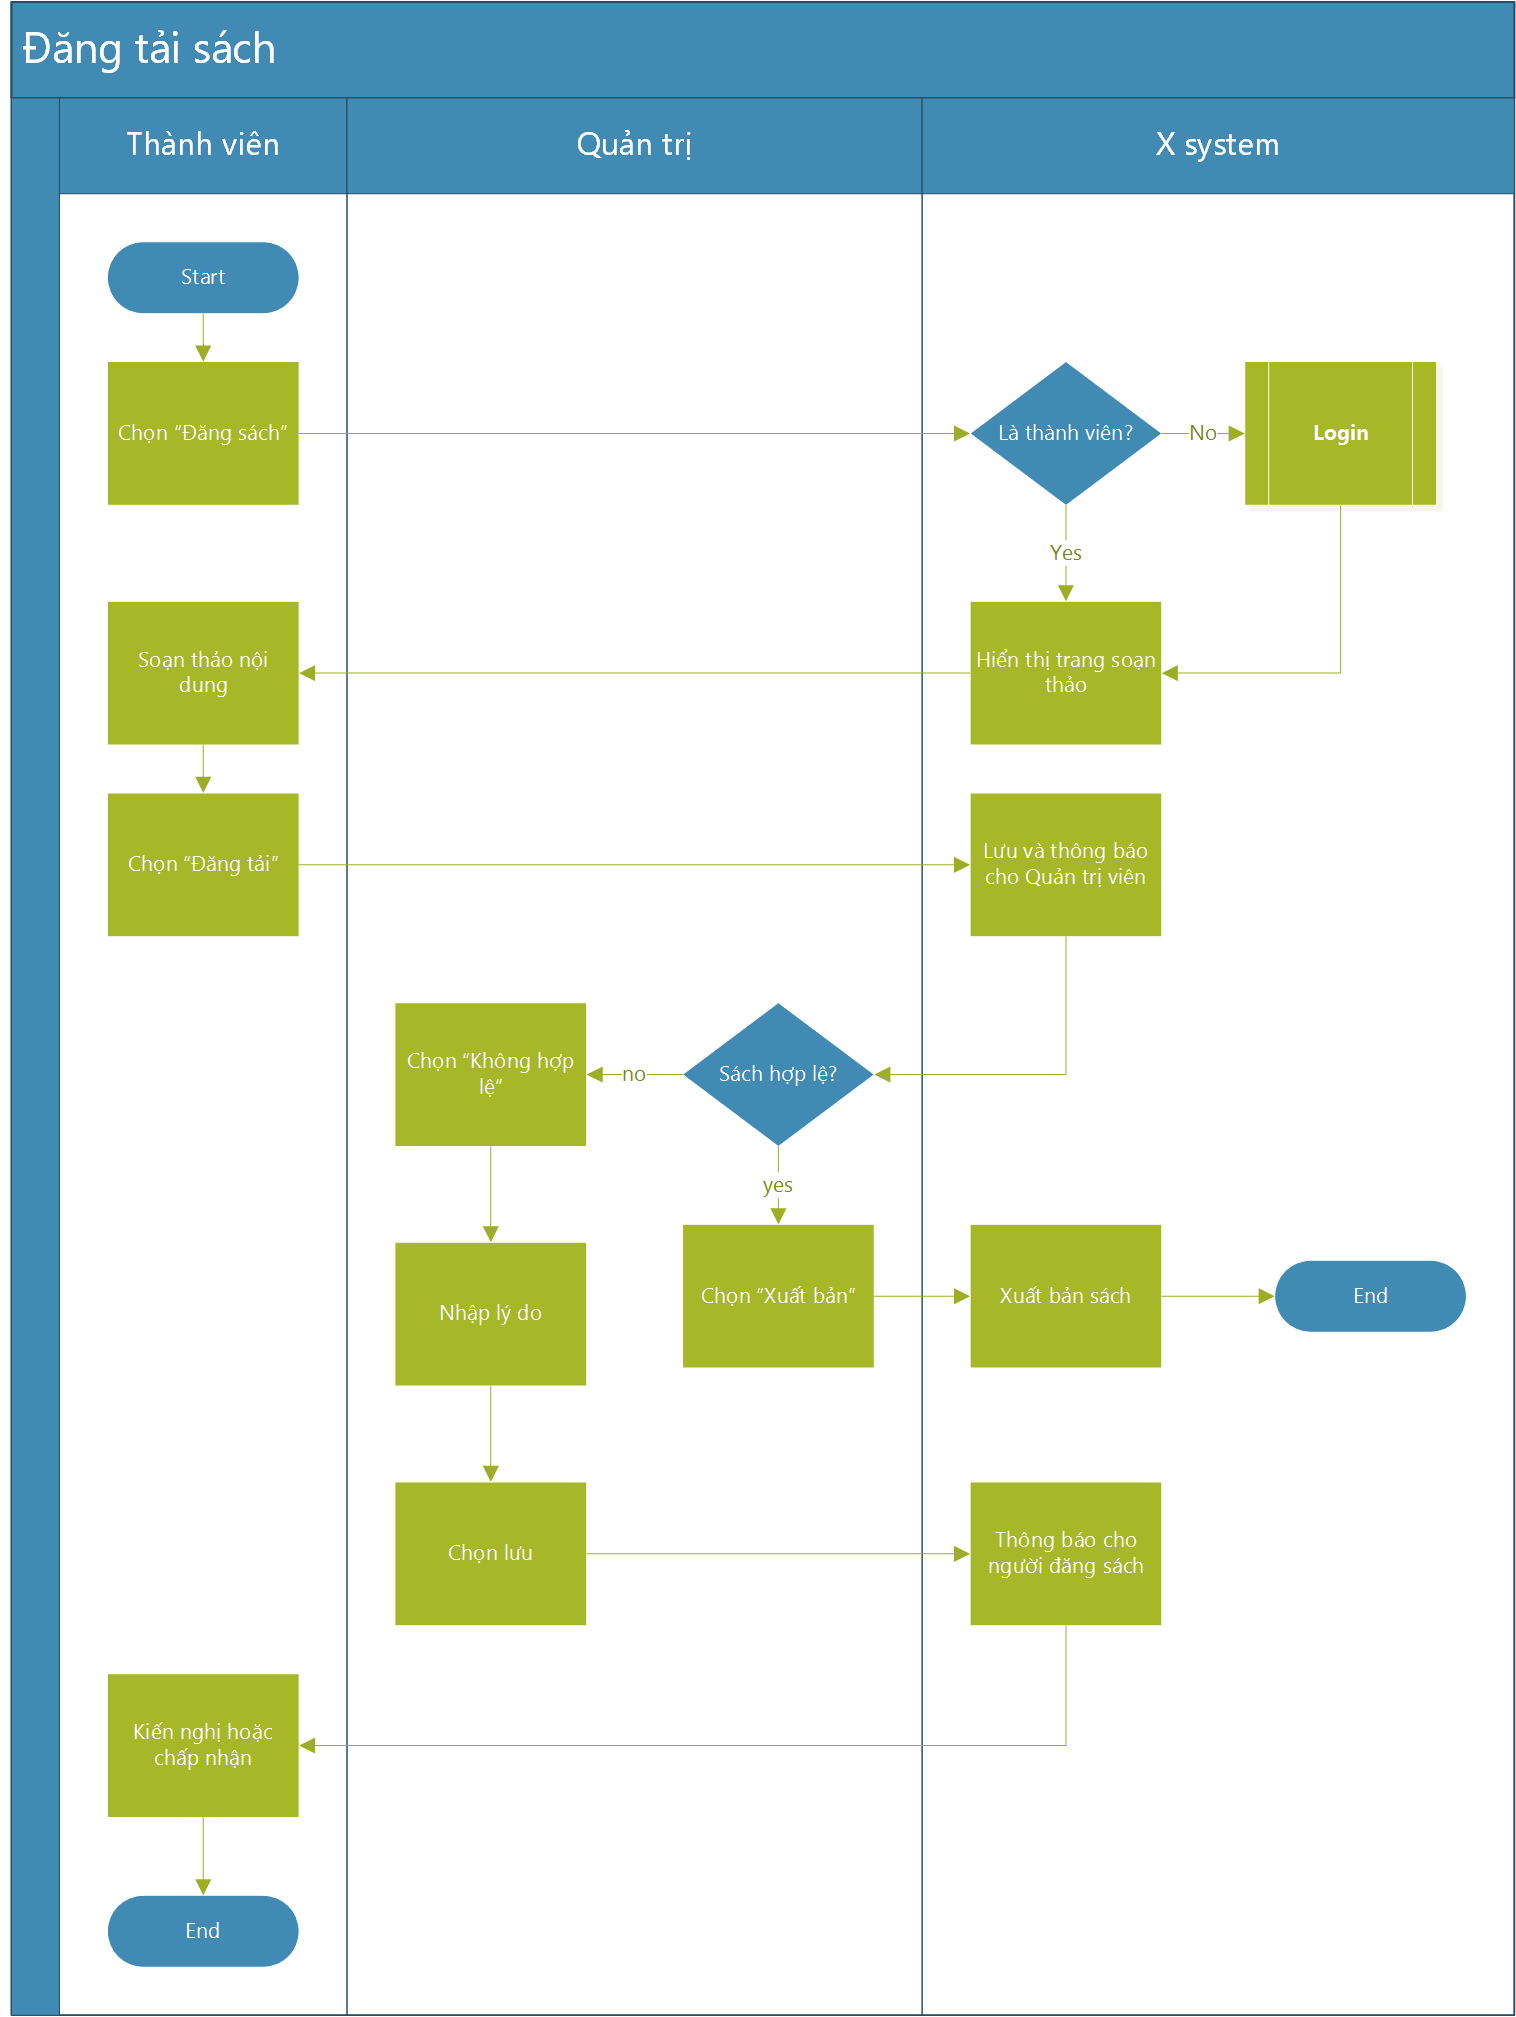 Đăng tải sách
Thành viên
Quản trị
X system
Start
Chọn “Đăng sách”
Là thành viên?
No
Login
Yes
Soạn thảo nội
dung
Hiển thị trang soạn
thảo
Chọn “Đăng tải”
Lưu và thông báo
cho Quản trị viên
Chọn “Không hợp
lệ”
no
Sách hợp lệ?
yes
Nhập lý do
Chọn “Xuất bản”
Xuất bản sách
End
Chọn lưu
Thông báo cho
người đăng sách
Kiến nghị hoặc
chấp nhận
End